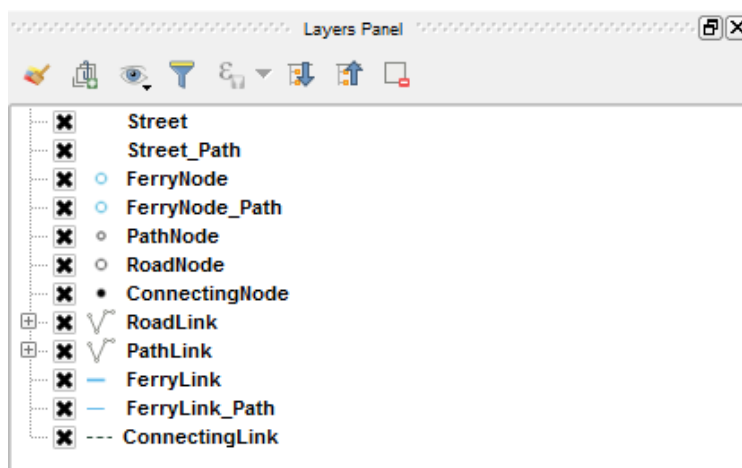 Layers Panel
Street
Street_Path
FerryNode
FerryNode_Path
PathNode
RoadNode
ConnectingNode
RoadLink
PathLink
FerryLink
FerryLink_Path
ConnectingLink